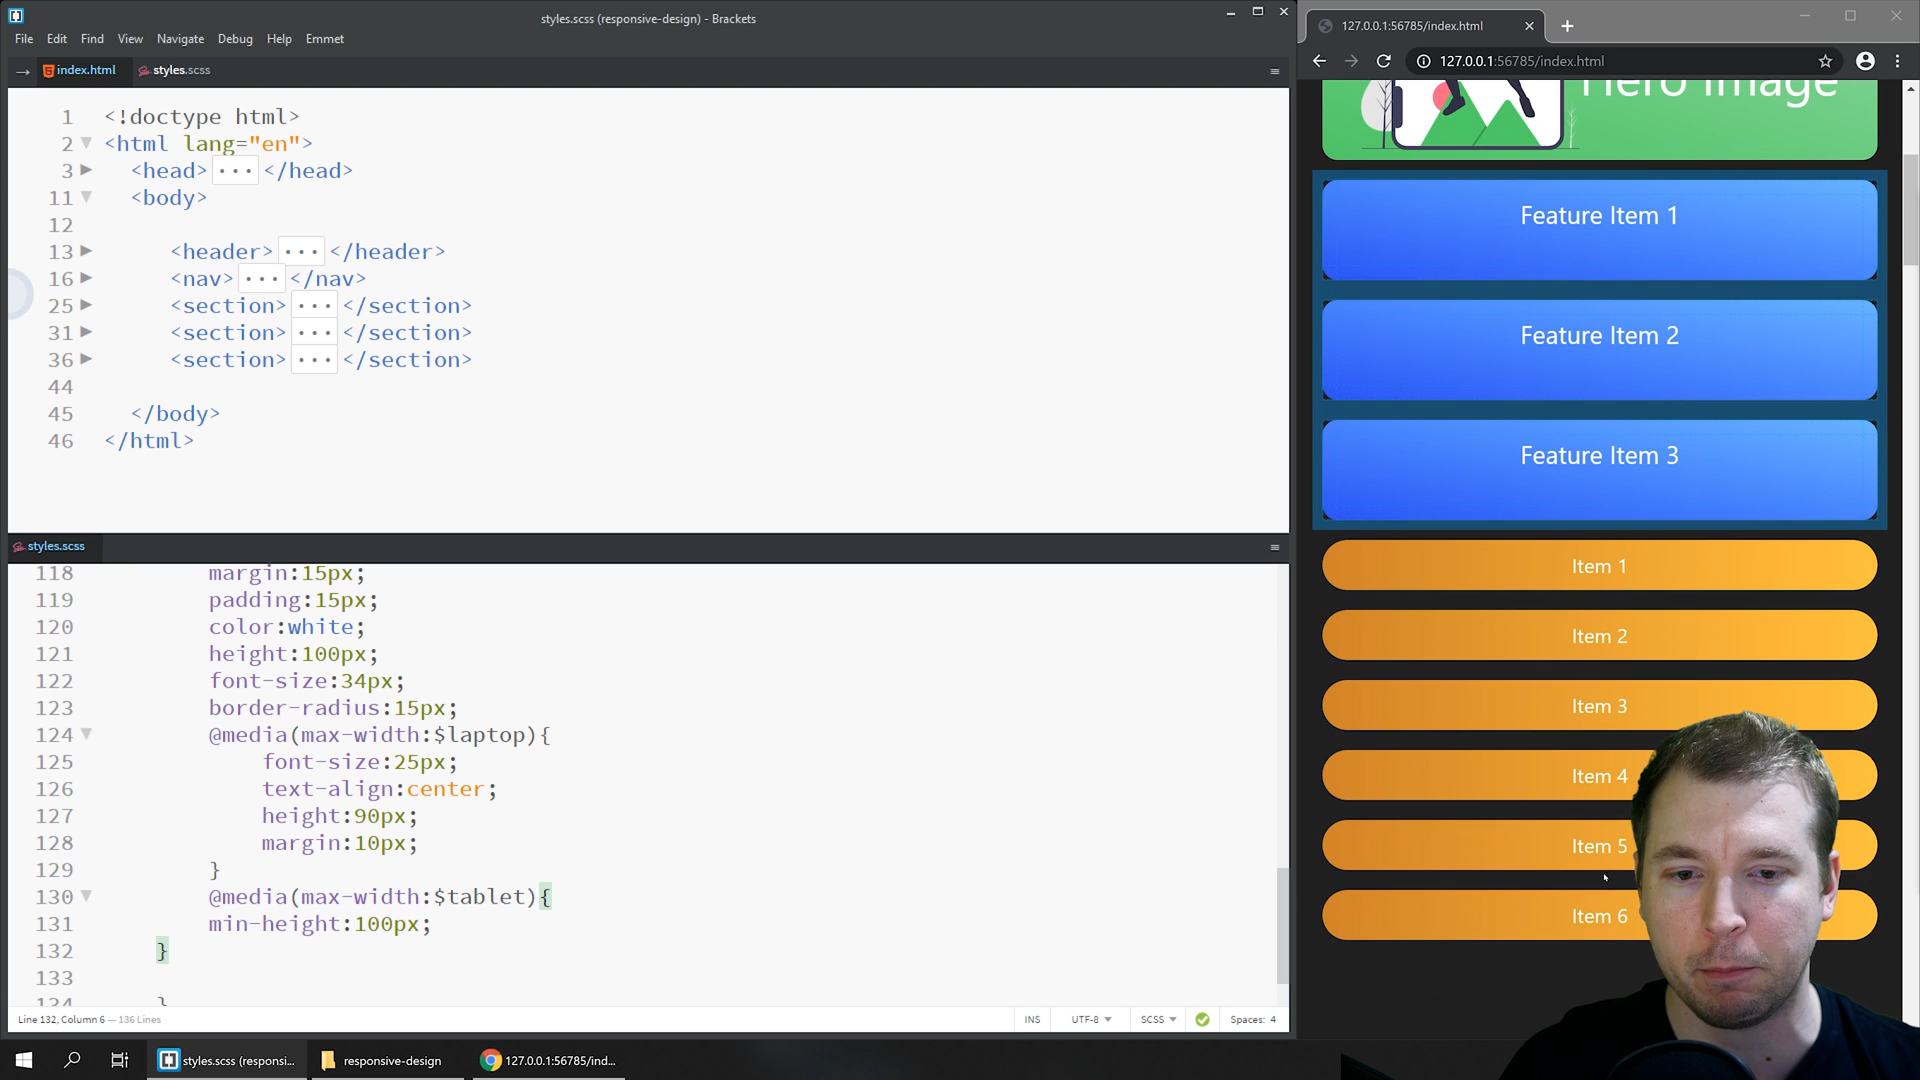 styles.scss (responsive-design) - Brackets
File Edit Find View Navigate Debug Help Emmet
index.html styles.scss
1 <!doctype html>
2 <html lang="en">
3 <head> ... </head>
11 <body>
12
13 <header> ... </header>
16 <nav> ... </nav>
25 <section> ... </section>
31 <section> ... </section>
36 <section> ... </section>
44
45 </body>
46 </html>
styles.scss
118 margin:15px;
119 padding:15px;
120 color:white;
121 height:100px;
122 font-size:34px;
123 border-radius:15px;
124 @media(max-width:$laptop){
125 font-size:25px;
126 text-align:center;
127 height:90px;
128 margin:10px;
129 }
130 @media(max-width:$tablet){
131 min-height:100px;
132 }
133
134 }
Line 132, Column 6 — 136 Lines
INS UTF-8 SCSS Spaces: 4
127.0.0.1:56785/index.html
127.0.0.1:56785/index.html
Hero Image
Feature Item 1
Feature Item 2
Feature Item 3
Item 1
Item 2
Item 3
Item 4
Item 5
Item 6
styles.scss (responsi...
responsive-design
127.0.0.1:56785/ind...